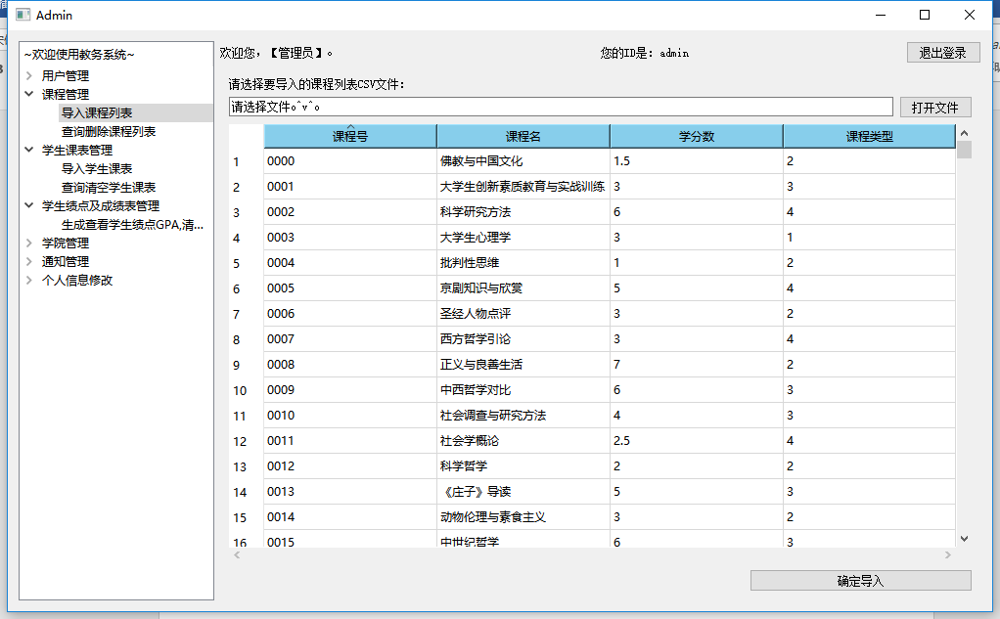 Admin
~欢迎使用教务系统~
用户管理
课程管理
导入课程列表
查询删除课程列表
学生课表管理
导入学生课表
查询清空学生课表
学生绩点及成绩表管理
生成查看学生绩点GPA,清...
学院管理
通知管理
个人信息修改
欢迎您，【管理员】。 您的ID是: admin 退出登录
请选择要导入的课程列表CSV文件:
请选择文件o^v^o 打开文件
课程号 课程名 学分数 课程类型
1 0000 佛教与中国文化 1.5 2
2 0001 大学生创新素质教育与实战训练 3 3
3 0002 科学研究方法 6 4
4 0003 大学生心理学 3 1
5 0004 批判性思维 1 2
6 0005 京剧知识与欣赏 5 4
7 0006 圣经人物点评 3 2
8 0007 西方哲学引论 3 4
9 0008 正义与良善生活 7 2
10 0009 中西哲学对比 6 3
11 0010 社会调查与研究方法 4 3
12 0011 社会学概论 2.5 4
13 0012 科学哲学 2 2
14 0013 《庄子》导读 5 3
15 0014 动物伦理与素食主义 3 2
16 0015 中世纪哲学 6 3
确定导入